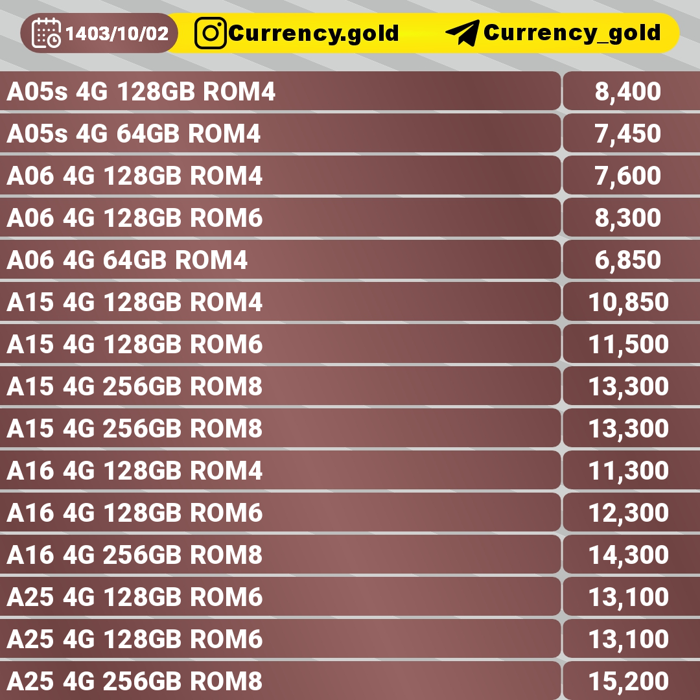 1403/10/02 Currency.gold Currency_gold
A05s 4G 128GB ROM4 8,400
A05s 4G 64GB ROM4 7,450
A06 4G 128GB ROM4 7,600
A06 4G 128GB ROM6 8,300
A06 4G 64GB ROM4 6,850
A15 4G 128GB ROM4 10,850
A15 4G 128GB ROM6 11,500
A15 4G 256GB ROM8 13,300
A15 4G 256GB ROM8 13,300
A16 4G 128GB ROM4 11,300
A16 4G 128GB ROM6 12,300
A16 4G 256GB ROM8 14,300
A25 4G 128GB ROM6 13,100
A25 4G 128GB ROM6 13,100
A25 4G 256GB ROM8 15,200